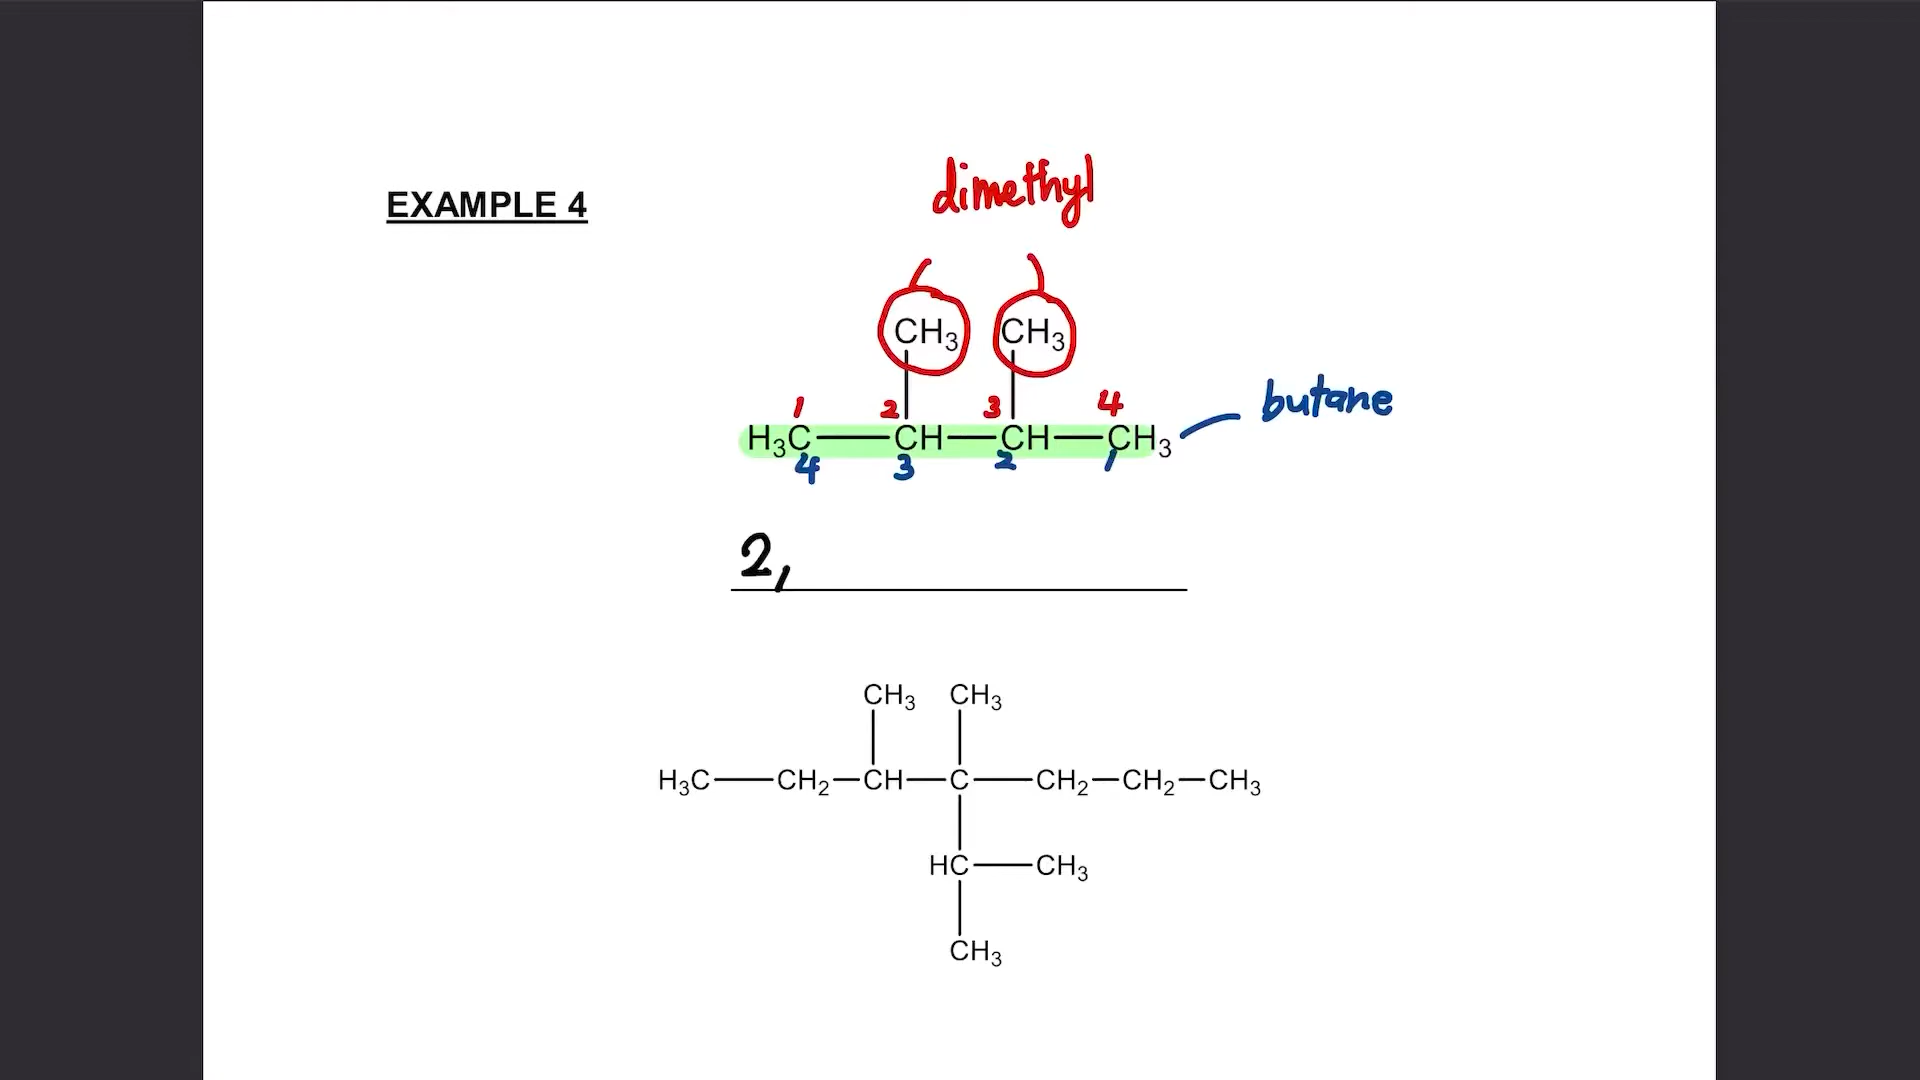 EXAMPLE 4
dimethyl
CH3 CH3
butane
1 2 3 4
H3C CH CH CH3
4 3 2 1
2,
CH3 CH3
H3C CH2 CH C CH2 CH2 CH3
HC CH3
CH3